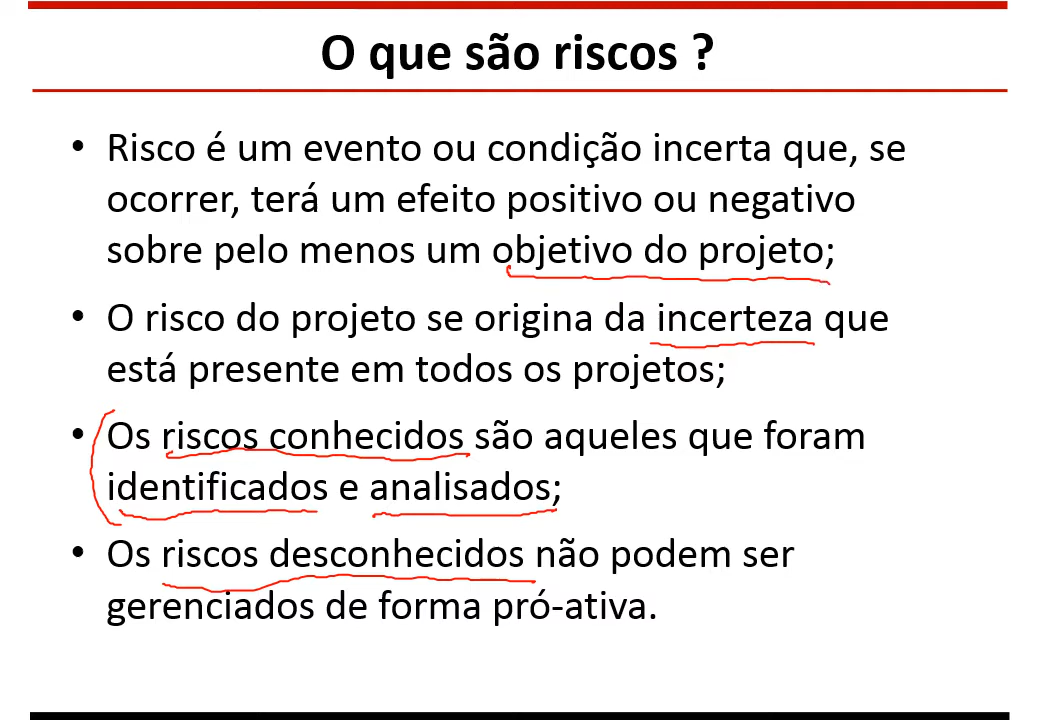 O que são riscos ?
• Risco é um evento ou condição incerta que, se
ocorrer, terá um efeito positivo ou negativo
sobre pelo menos um objetivo do projeto;
• O risco do projeto se origina da incerteza que
está presente em todos os projetos;
• Os riscos conhecidos são aqueles que foram
identificados e analisados;
• Os riscos desconhecidos não podem ser
gerenciados de forma pró-ativa.